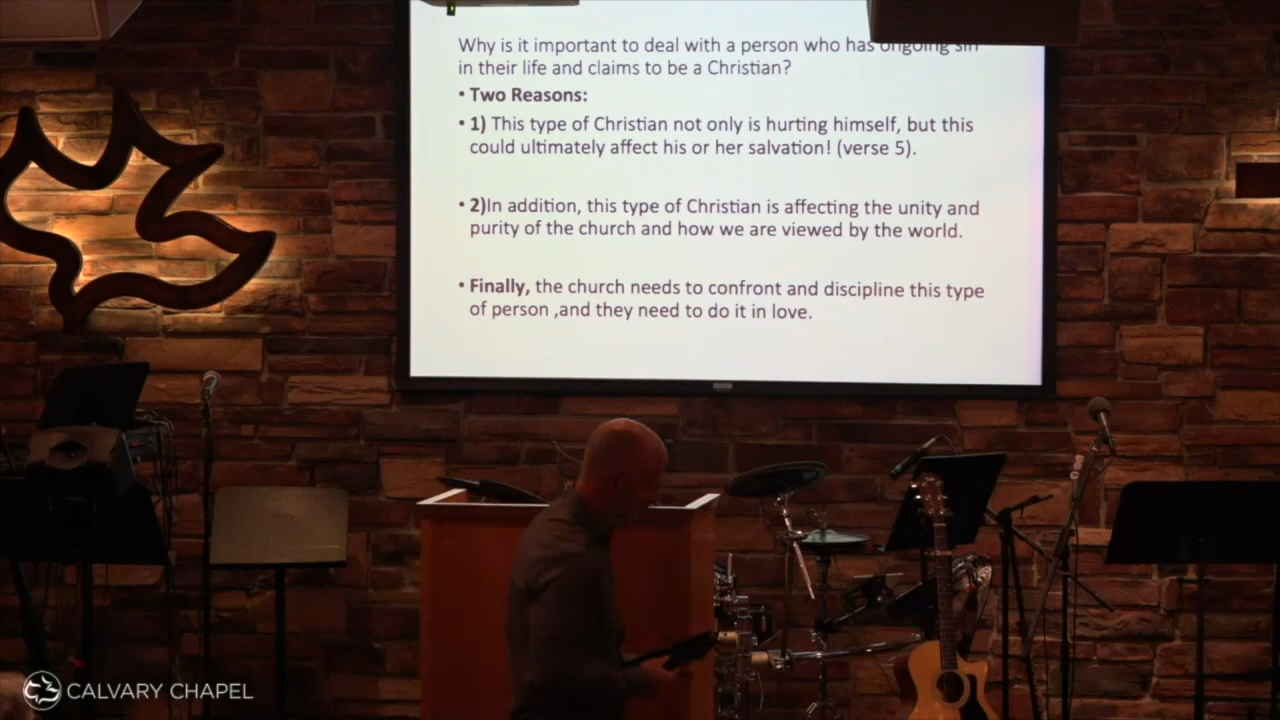 Why is it important to deal with a person who has ongoing sin
in their life and claims to be a Christian?
• Two Reasons:
• 1) This type of Christian not only is hurting himself, but this
could ultimately affect his or her salvation! (verse 5).
• 2)In addition, this type of Christian is affecting the unity and
purity of the church and how we are viewed by the world.
• Finally, the church needs to confront and discipline this type
of person ,and they need to do it in love.
CALVARY CHAPEL